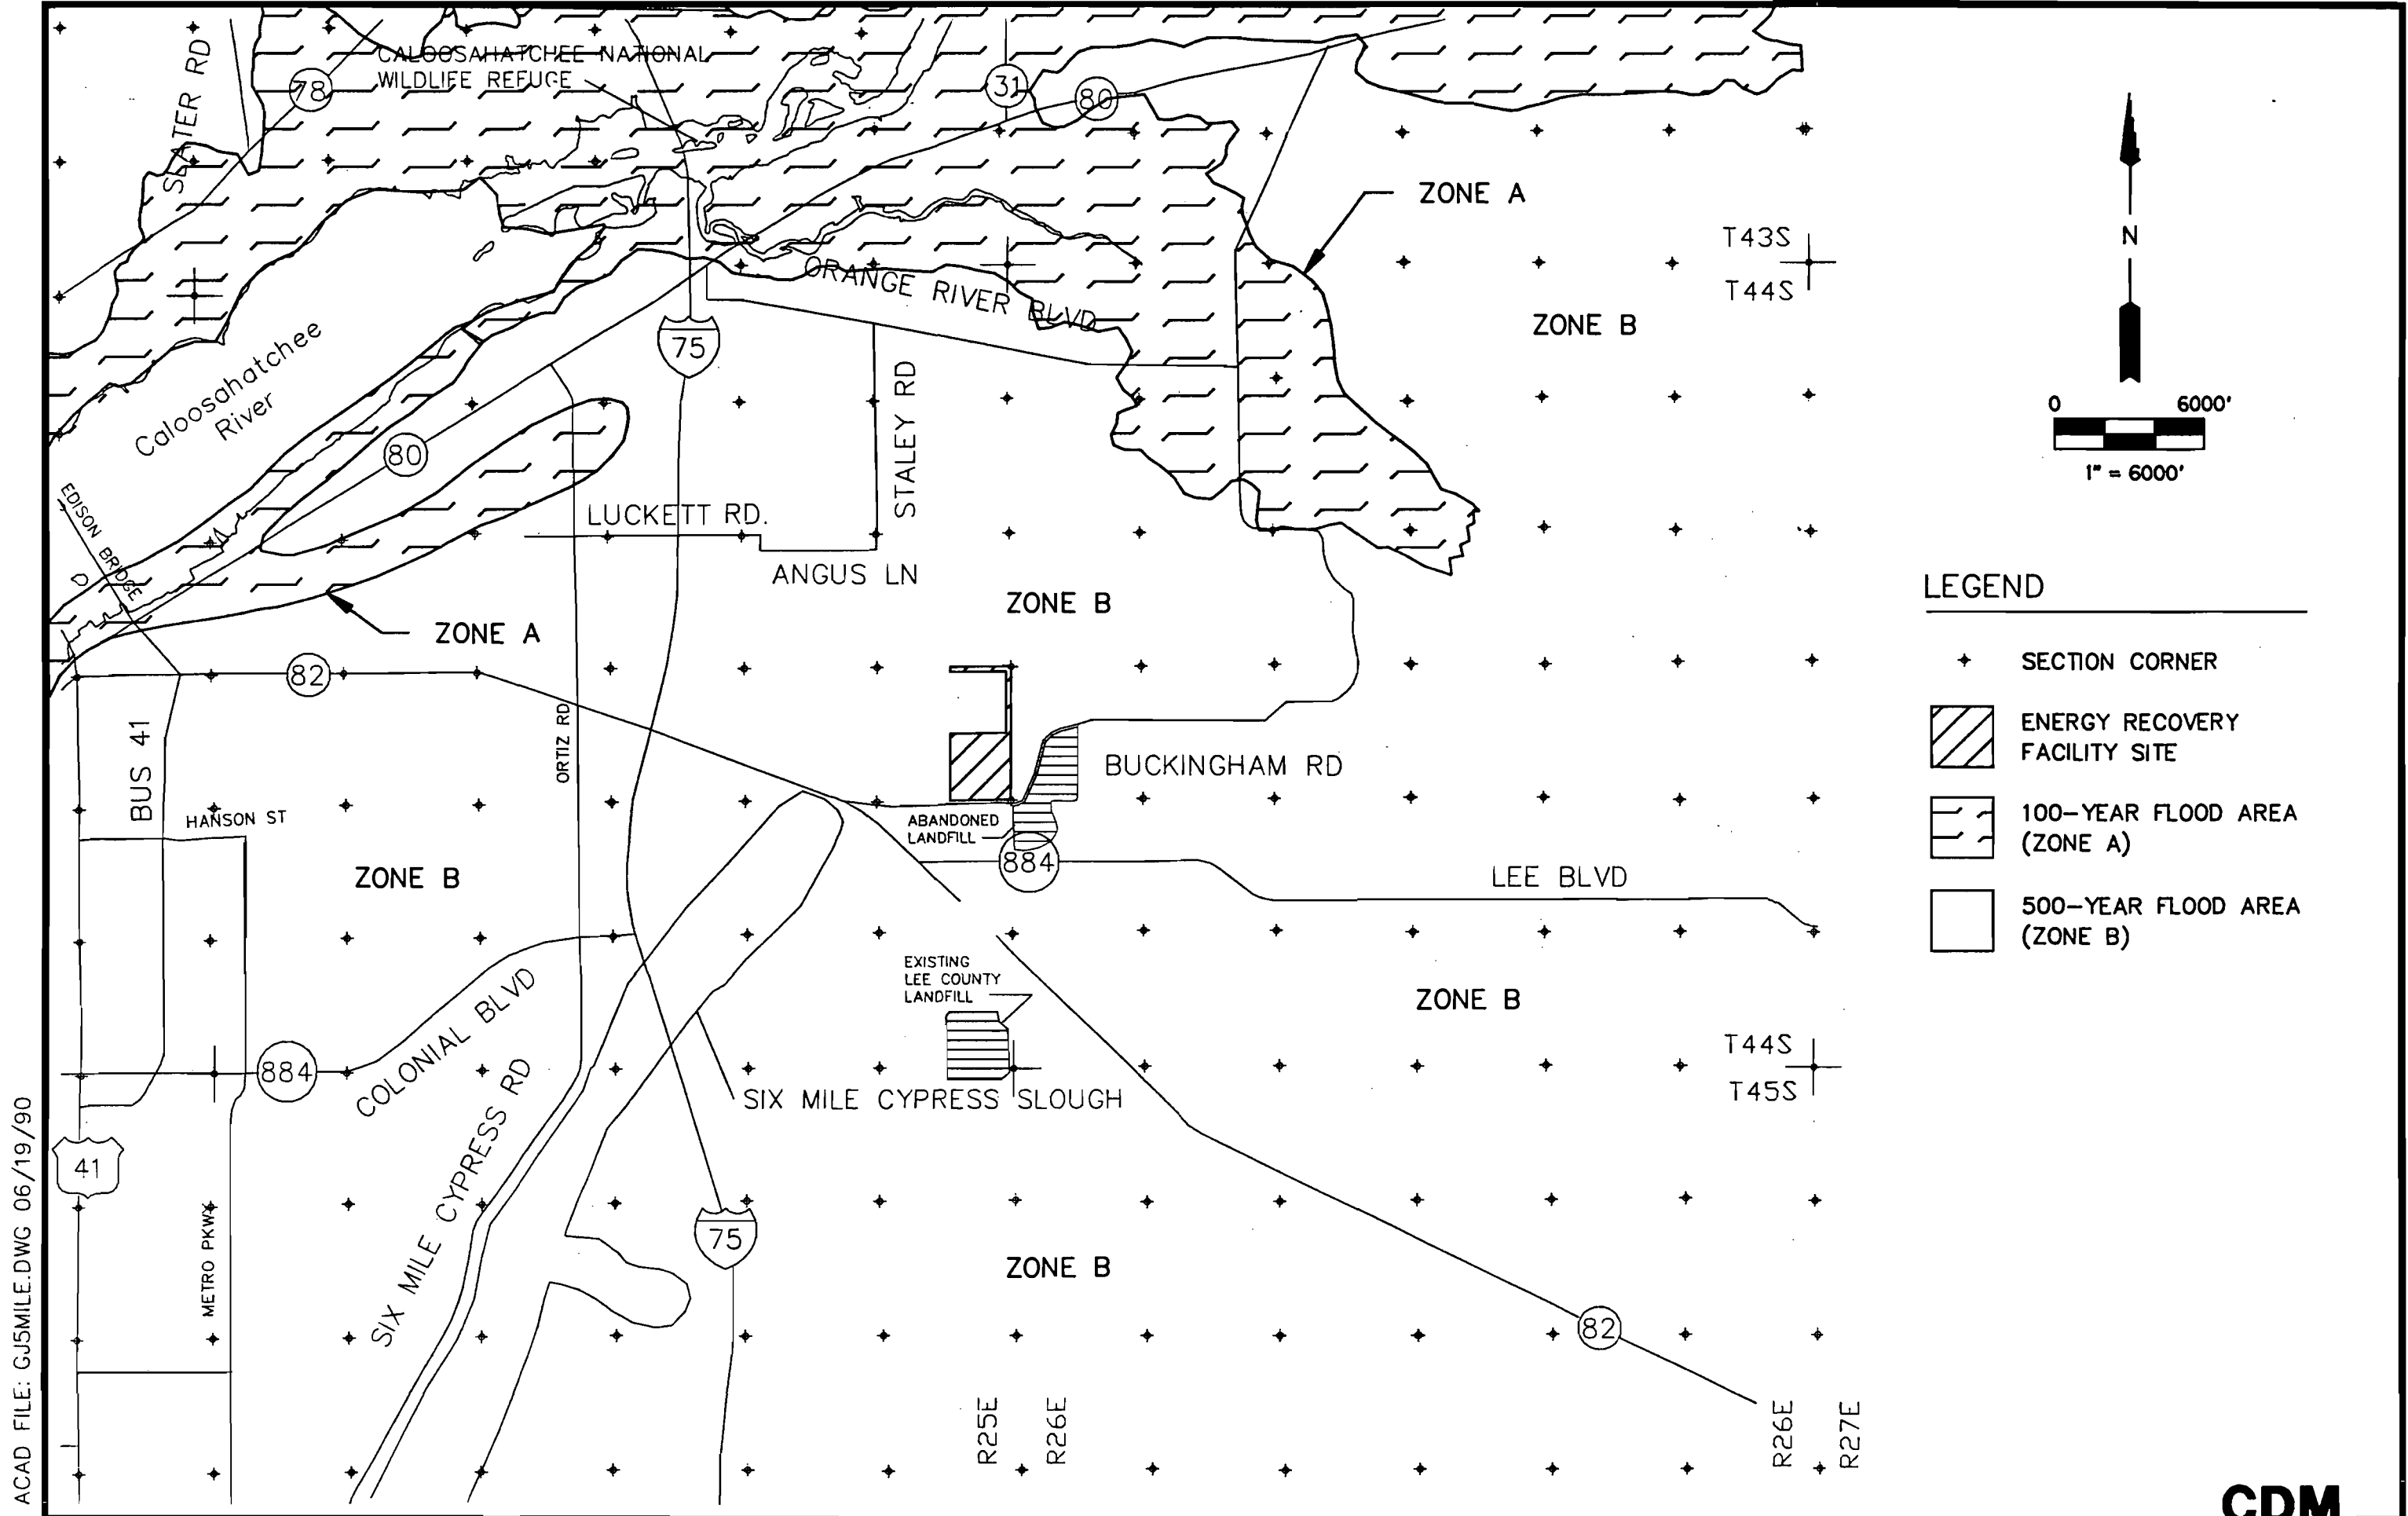 CALOOSAHATCHEE NATIONAL
WILDLIFE REFUGE
SLATER RD
78
31
80
ZONE A
T43S
T44S
N
ORANGE RIVER BLVD
ZONE B
75
Caloosahatchee
River
STALEY RD
80
0 6000'
1" = 6000'
EDISON BRIDGE
LUCKETT RD.
ANGUS LN
ZONE B
ZONE A
82
BUS 41
ORTIZ RD
BUCKINGHAM RD
HANSON ST
ABANDONED
LANDFILL
884
ZONE B
LEE BLVD
EXISTING
LEE COUNTY
LANDFILL
ZONE B
COLONIAL BLVD
884
T44S
T45S
SIX MILE CYPRESS SLOUGH
SIX MILE CYPRESS RD
41
METRO PKWY
75
ZONE B
82
R25E
R26E
R26E
R27E
LEGEND
SECTION CORNER
ENERGY RECOVERY
FACILITY SITE
100-YEAR FLOOD AREA
(ZONE A)
500-YEAR FLOOD AREA
(ZONE B)
ACAD FILE: GJ5MILE.DWG 06/19/90
CDM